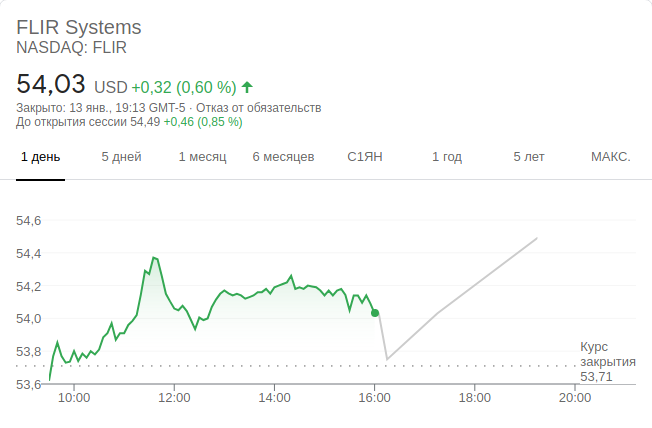 FLIR Systems
NASDAQ: FLIR
54,03 USD +0,32 (0,60 %)
Закрыто: 13 янв., 19:13 GMT-5 · Отказ от обязательств
До открытия сессии 54,49 +0,46 (0,85 %)
1 день 5 дней 1 месяц 6 месяцев С1ЯН 1 год 5 лет МАКС.
54,6
54,4
54,2
54,0
53,8
53,6
Курс
закрытия
53,71
10:00 12:00 14:00 16:00 18:00 20:00